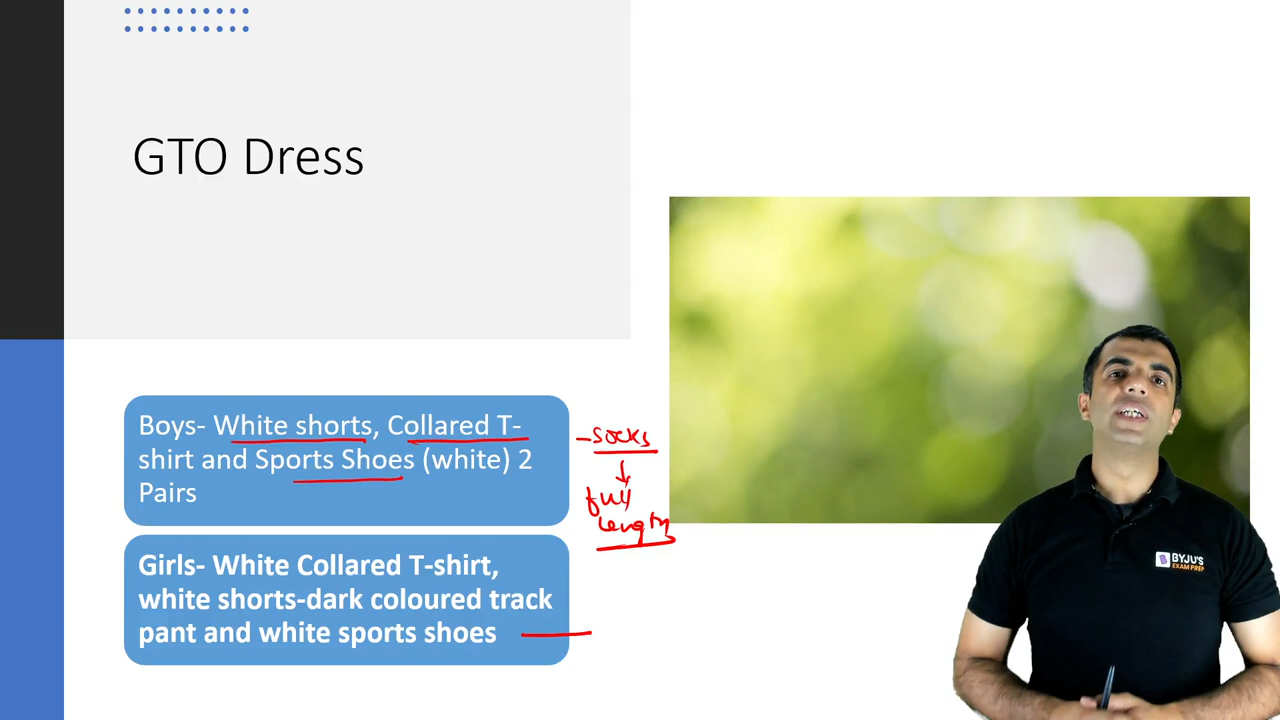 GTO Dress
Boys- White shorts, Collared T-
shirt and Sports Shoes (white) 2
Pairs
-socks
full
length
Girls- White Collared T-shirt,
white shorts-dark coloured track
pant and white sports shoes
BYJU'S
EXAM PREP